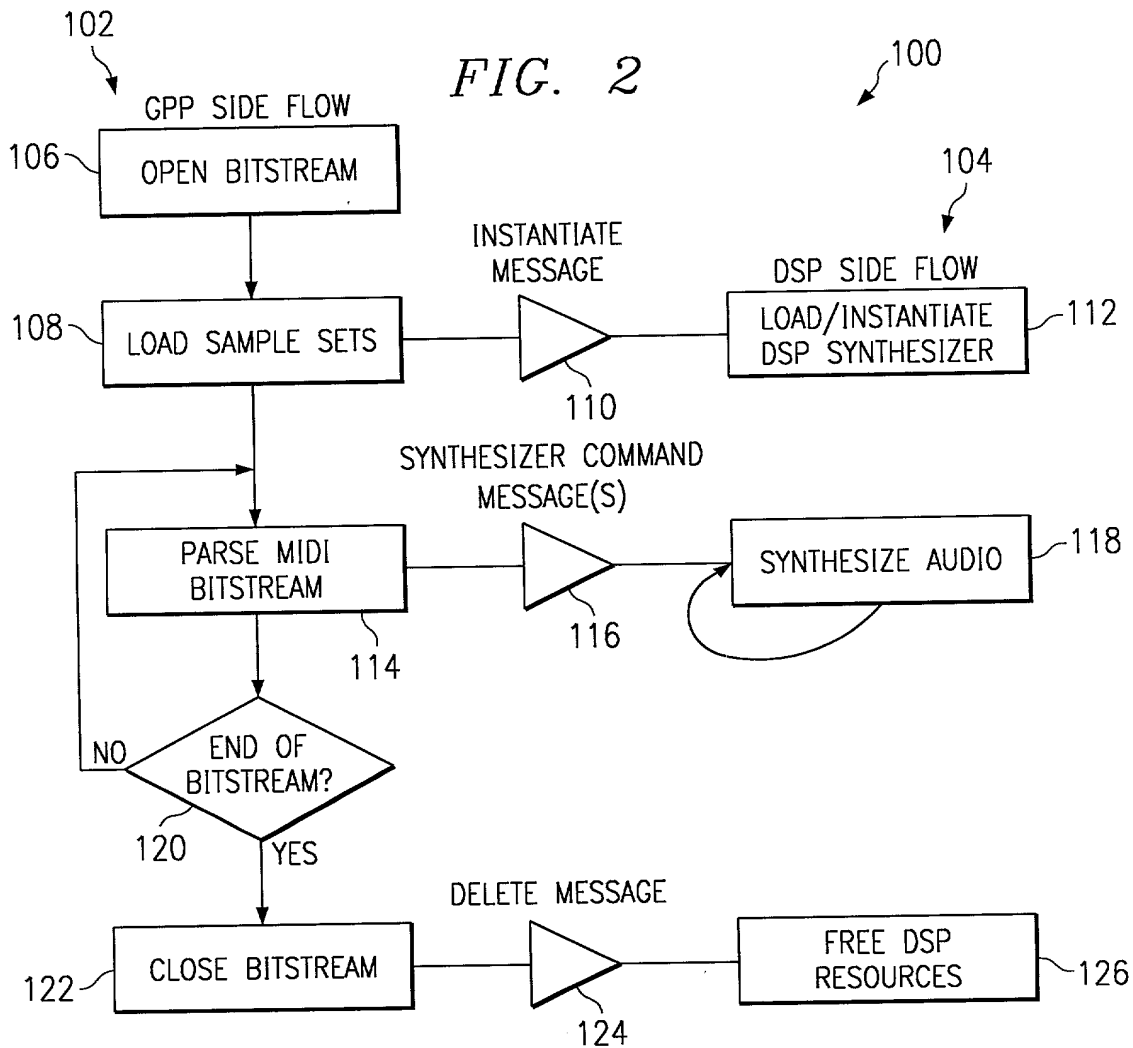 102
FIG. 2
100
GPP SIDE FLOW
106
OPEN BITSTREAM
104
INSTANTIATE
MESSAGE
DSP SIDE FLOW
108
LOAD SAMPLE SETS
110
LOAD/INSTANTIATE
DSP SYNTHESIZER
112
SYNTHESIZER COMMAND
MESSAGE(S)
PARSE MIDI
BITSTREAM
114
116
SYNTHESIZE AUDIO
118
NO
END OF
BITSTREAM?
120
YES
DELETE MESSAGE
122
CLOSE BITSTREAM
124
FREE DSP
RESOURCES
126